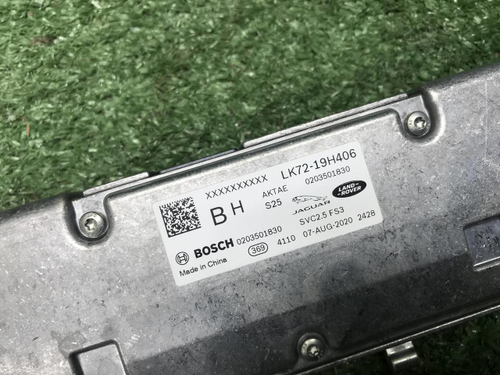 XXXXXXXXXX LK72-19H406
AKTAE 0203501830
BH S25 JAGUAR LAND-ROVER
SVC2.5 FS3
BOSCH 0203501830
Made in China 369 4110 07-AUG-2020 2428